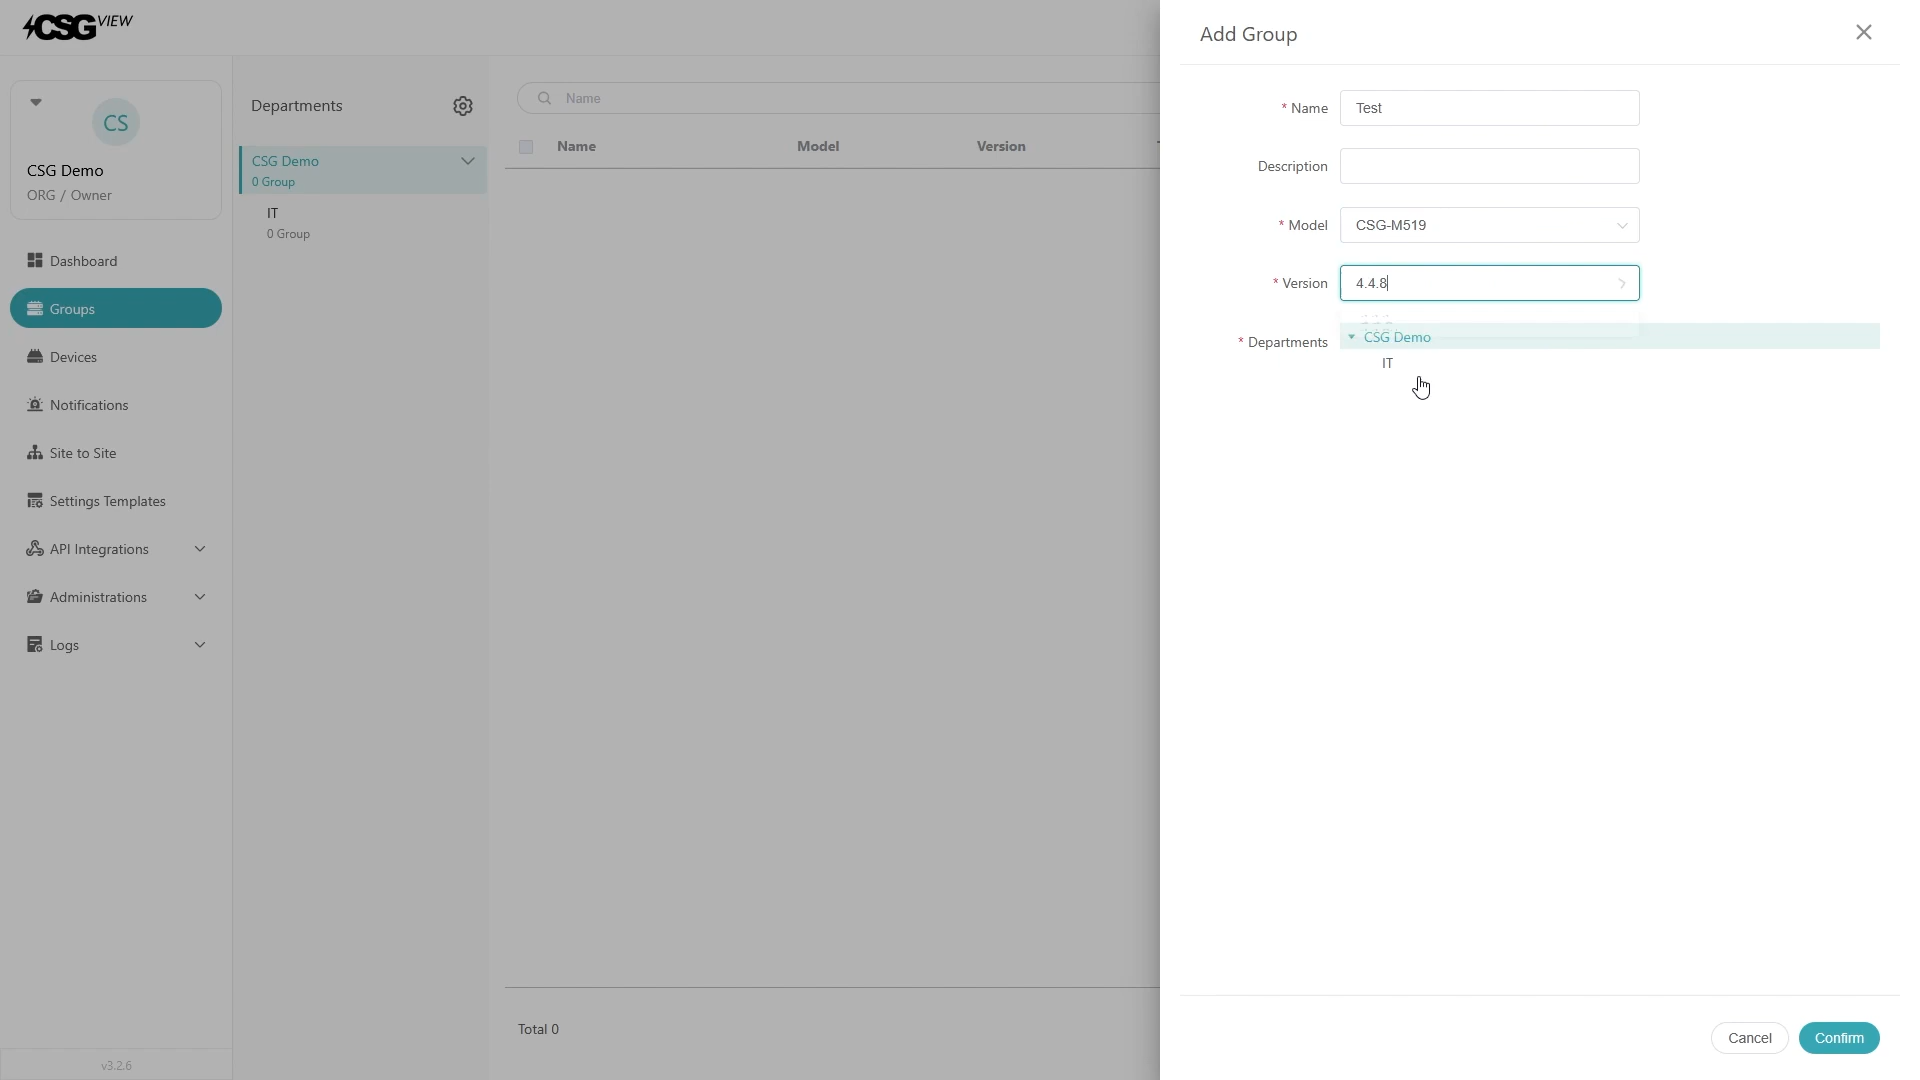 CSG VIEW
CS
CSG Demo
ORG / Owner
Dashboard
Groups
Devices
Notifications
Site to Site
Settings Templates
API Integrations
Administrations
Logs
v3.2.6
Departments
CSG Demo
0 Group
IT
0 Group
Name
Name Model Version
Total 0
Add Group
* Name Test
Description
* Model CSG-M519
* Version 4.4.8
* Departments CSG Demo
IT
Cancel Confirm